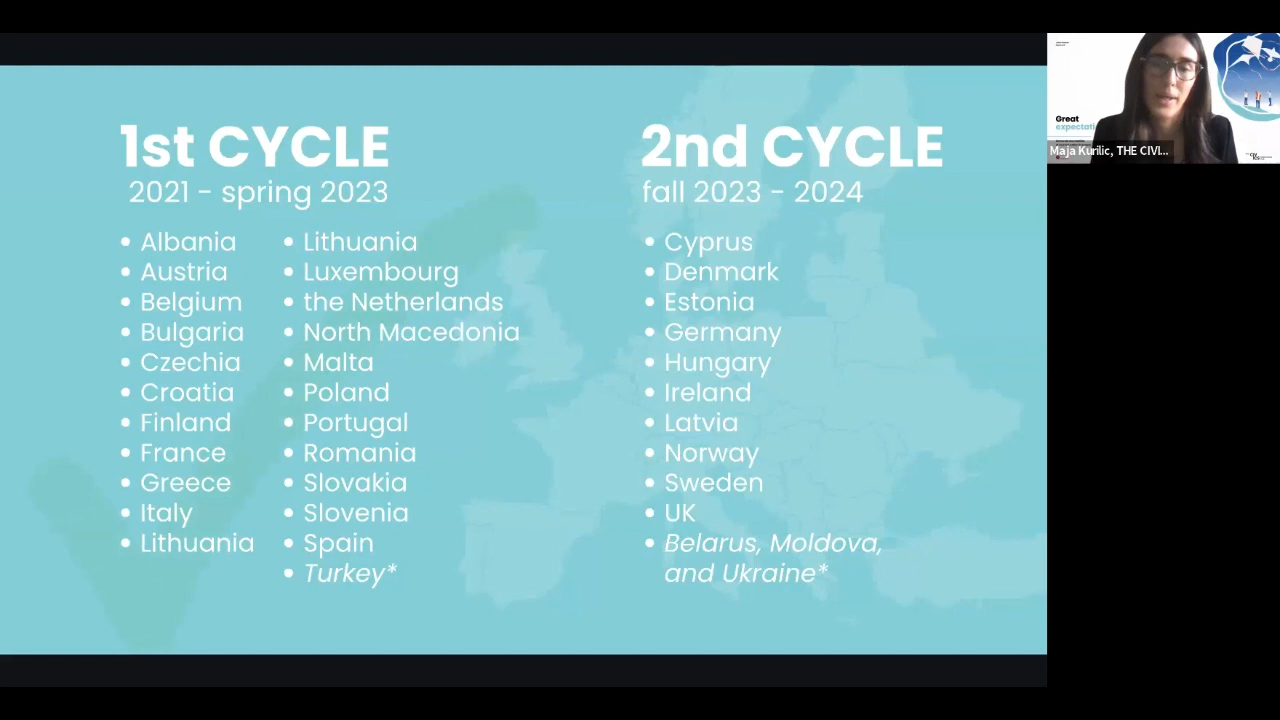 1st CYCLE
2021 - spring 2023
• Albania
• Austria
• Belgium
• Bulgaria
• Czechia
• Croatia
• Finland
• France
• Greece
• Italy
• Lithuania
• Lithuania
• Luxembourg
• the Netherlands
• North Macedonia
• Malta
• Poland
• Portugal
• Romania
• Slovakia
• Slovenia
• Spain
• Turkey*
2nd CYCLE
fall 2023 - 2024
• Cyprus
• Denmark
• Estonia
• Germany
• Hungary
• Ireland
• Latvia
• Norway
• Sweden
• UK
• Belarus, Moldova,
and Ukraine*
Great
expectati
Maja Kurilic, THE CIVI...